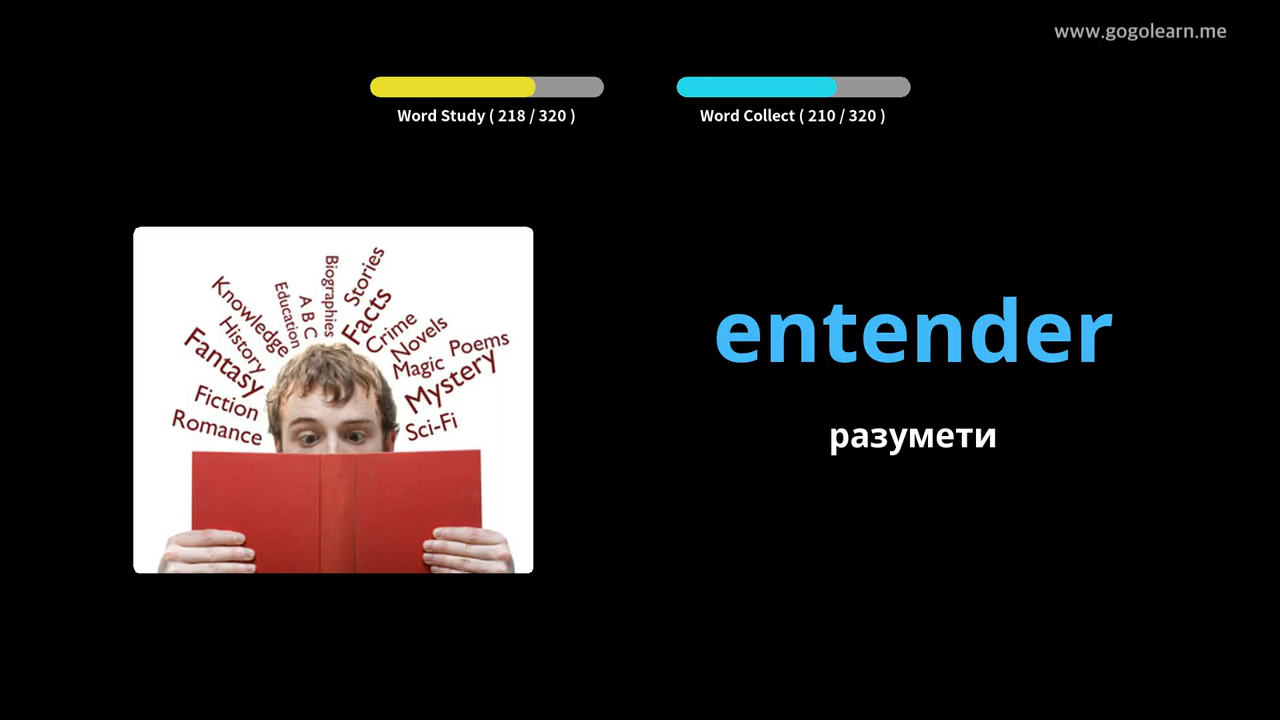 www.gogolearn.me
Word Study ( 218 / 320 )
Word Collect ( 210 / 320 )
Biographies
Stories
Education
A B C
Facts
Knowledge
Crime
History
Novels
Fantasy
Magic
Poems
Mystery
Fiction
Romance
Sci-Fi
entender
разумети